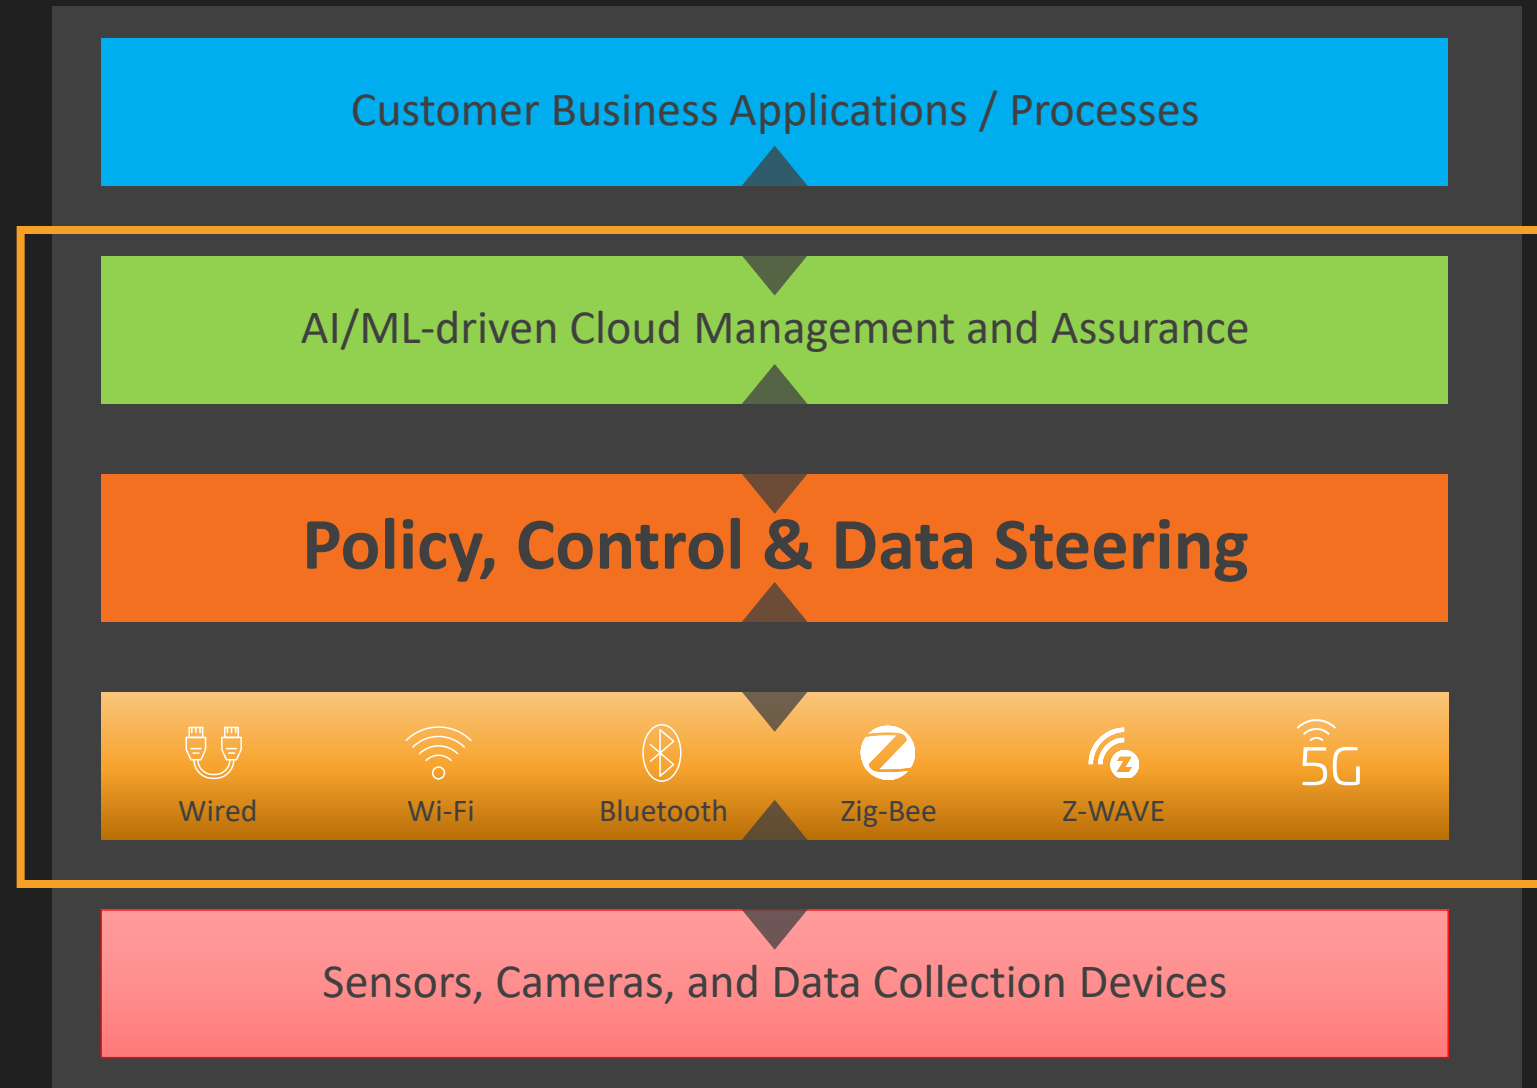 Customer Business Applications / Processes
AI/ML-driven Cloud Management and Assurance
Policy, Control & Data Steering
5G
Wired
Wi-Fi
Bluetooth
Zig-Bee
Z-WAVE
Sensors, Cameras, and Data Collection Devices